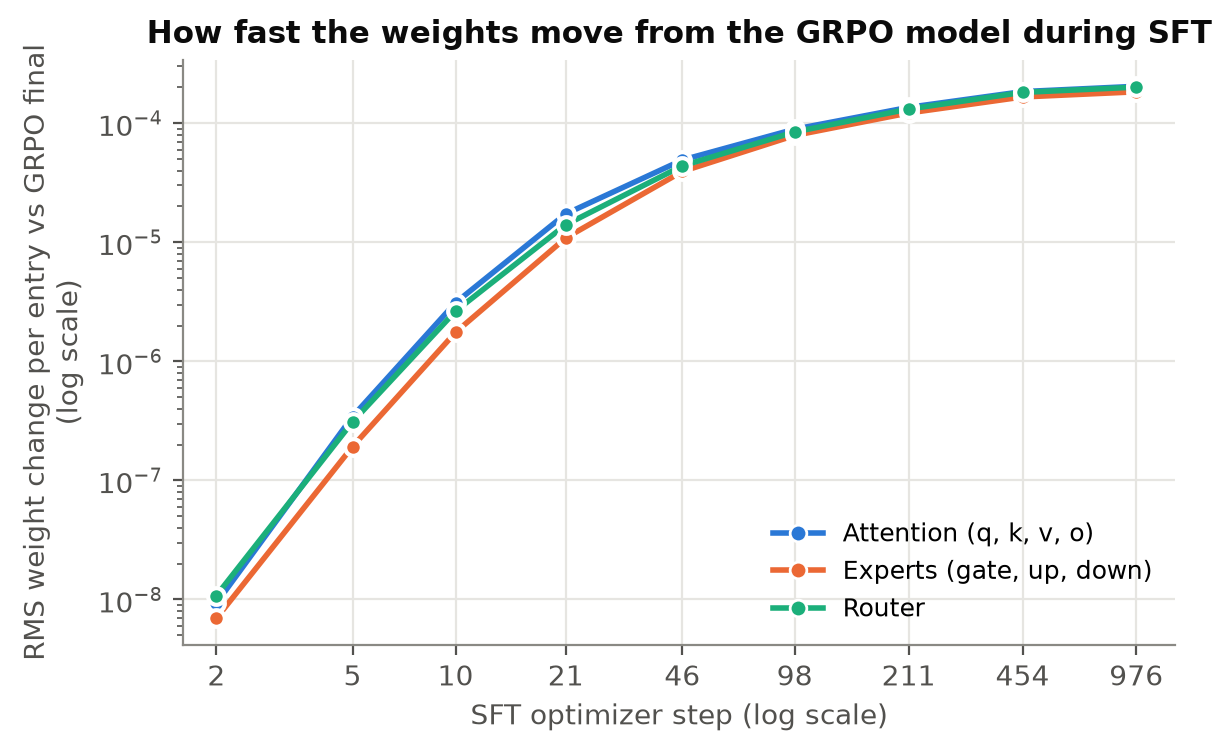 How fast the weights move from the GRPO model during SFT
RMS weight change per entry vs GRPO final
(log scale)
10⁻⁴
10⁻⁵
10⁻⁶
10⁻⁷
10⁻⁸
Attention (q, k, v, o)
Experts (gate, up, down)
Router
2 5 10 21 46 98 211 454 976
SFT optimizer step (log scale)